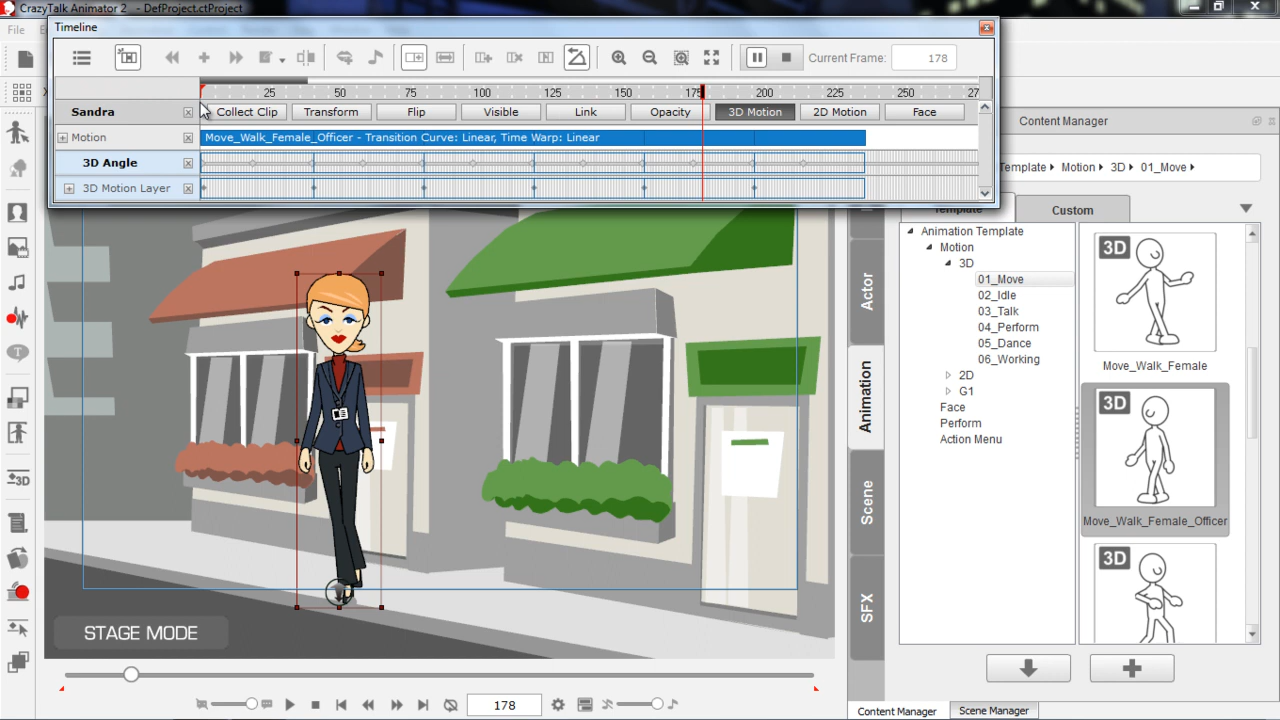 CrazyTalk Animator 2 - DefProject.ctProject
File
Timeline
Current Frame: 178
25 50 75 100 125 150 175 200 225 250 27
Sandra Collect Clip Transform Flip Visible Link Opacity 3D Motion 2D Motion Face
Motion Move_Walk_Female_Officer - Transition Curve: Linear, Time Warp: Linear
3D Angle
3D Motion Layer
Content Manager
Template Motion 3D 01_Move
Template Custom
Animation Template
Motion
3D
01_Move
02_Idle
03_Talk
04_Perform
05_Dance
06_Working
2D
G1
Face
Perform
Action Menu
3D
Move_Walk_Female
3D
Move_Walk_Female_Officer
3D
Actor
Animation
Scene
SFX
3D
STAGE MODE
178
Content Manager Scene Manager